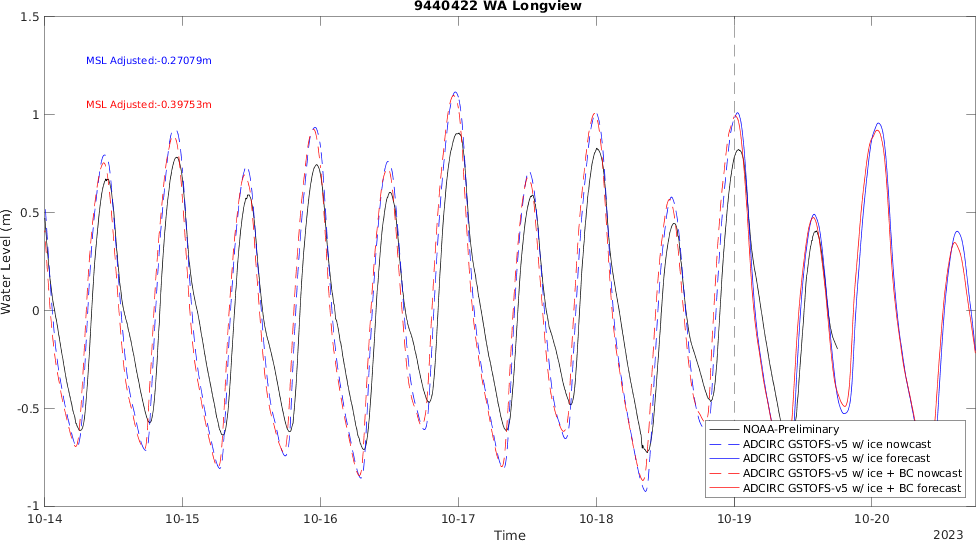 9440422 WA Longview
1.5
MSL Adjusted:-0.27079m
MSL Adjusted:-0.39753m
1
0.5
Water Level (m)
0
-0.5
NOAA-Preliminary
ADCIRC GSTOFS-v5 w/ ice nowcast
ADCIRC GSTOFS-v5 w/ ice forecast
ADCIRC GSTOFS-v5 w/ ice + BC nowcast
ADCIRC GSTOFS-v5 w/ ice + BC forecast
-1
10-14 10-15 10-16 10-17 10-18 10-19 10-20
Time
2023